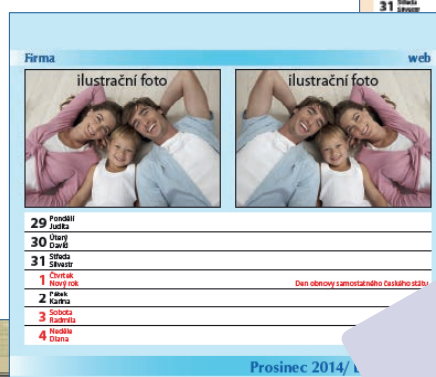 31 Středa
Silvestr
Firma web
ilustrační foto ilustrační foto
29 Pondělí
Judita
30 Úterý
David
31 Středa
Silvestr
1 Čtvrtek
Nový rok Den obnovy samostatného českého státu
2 Pátek
Karina
3 Sobota
Radmila
4 Neděle
Diana
Prosinec 2014/